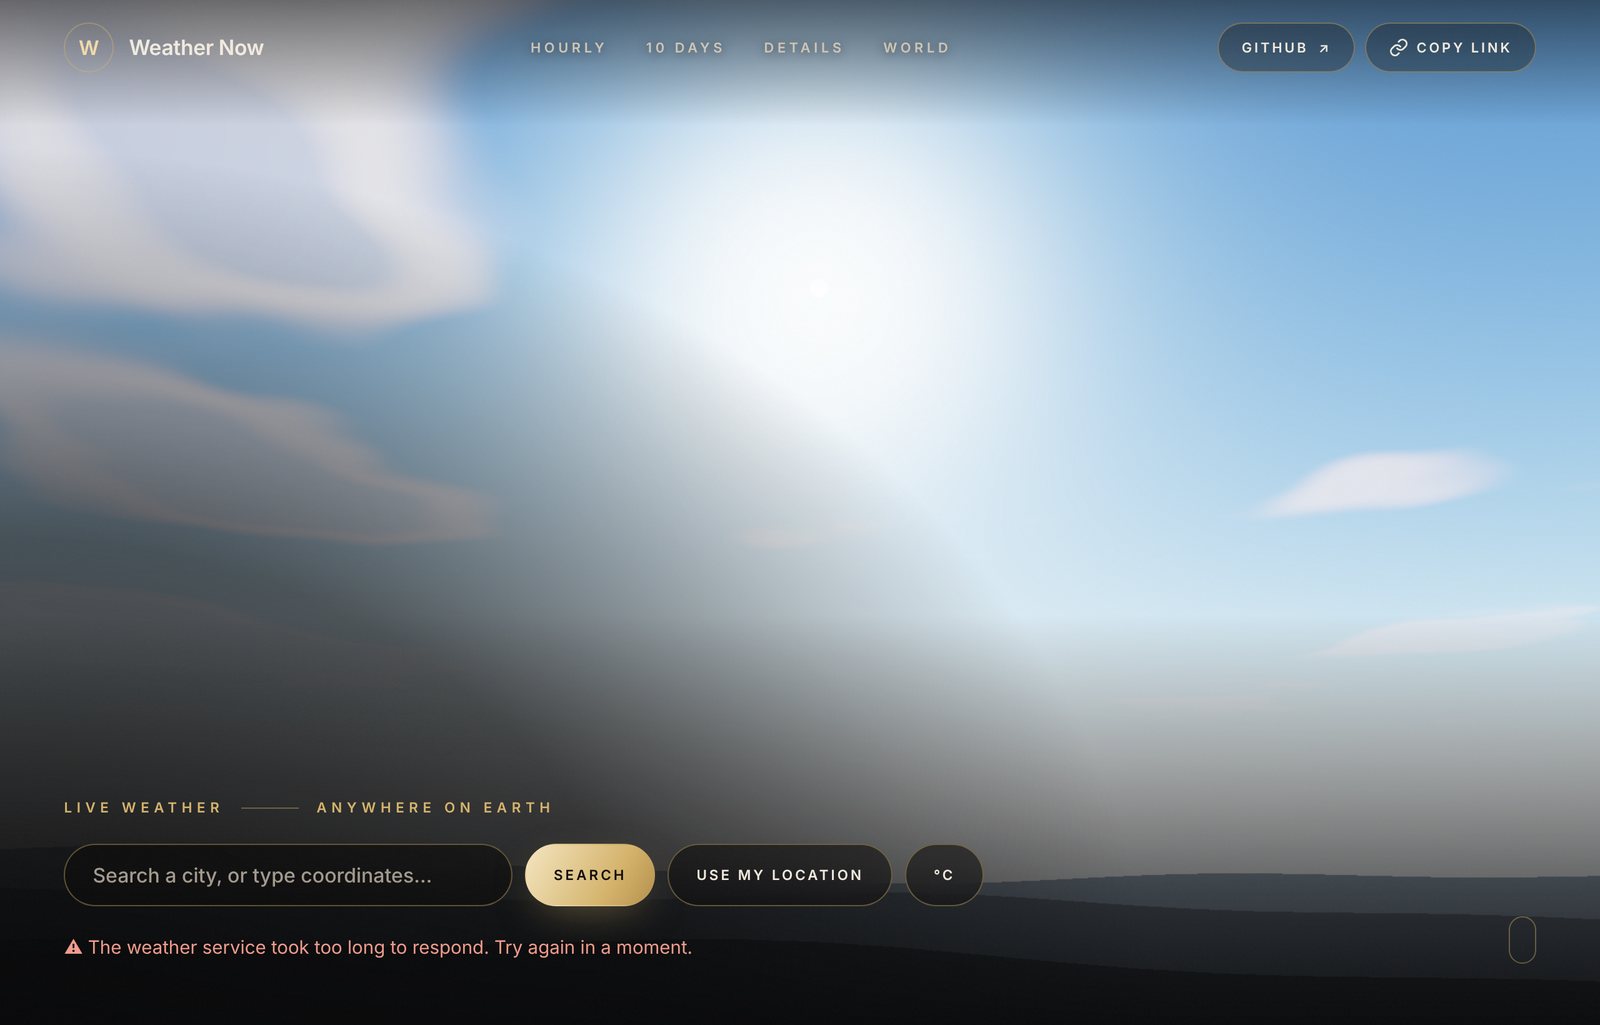 W Weather Now
HOURLY 10 DAYS DETAILS WORLD
GITHUB ↗ COPY LINK
LIVE WEATHER ANYWHERE ON EARTH
Search a city, or type coordinates...
SEARCH
USE MY LOCATION
°C
The weather service took too long to respond. Try again in a moment.